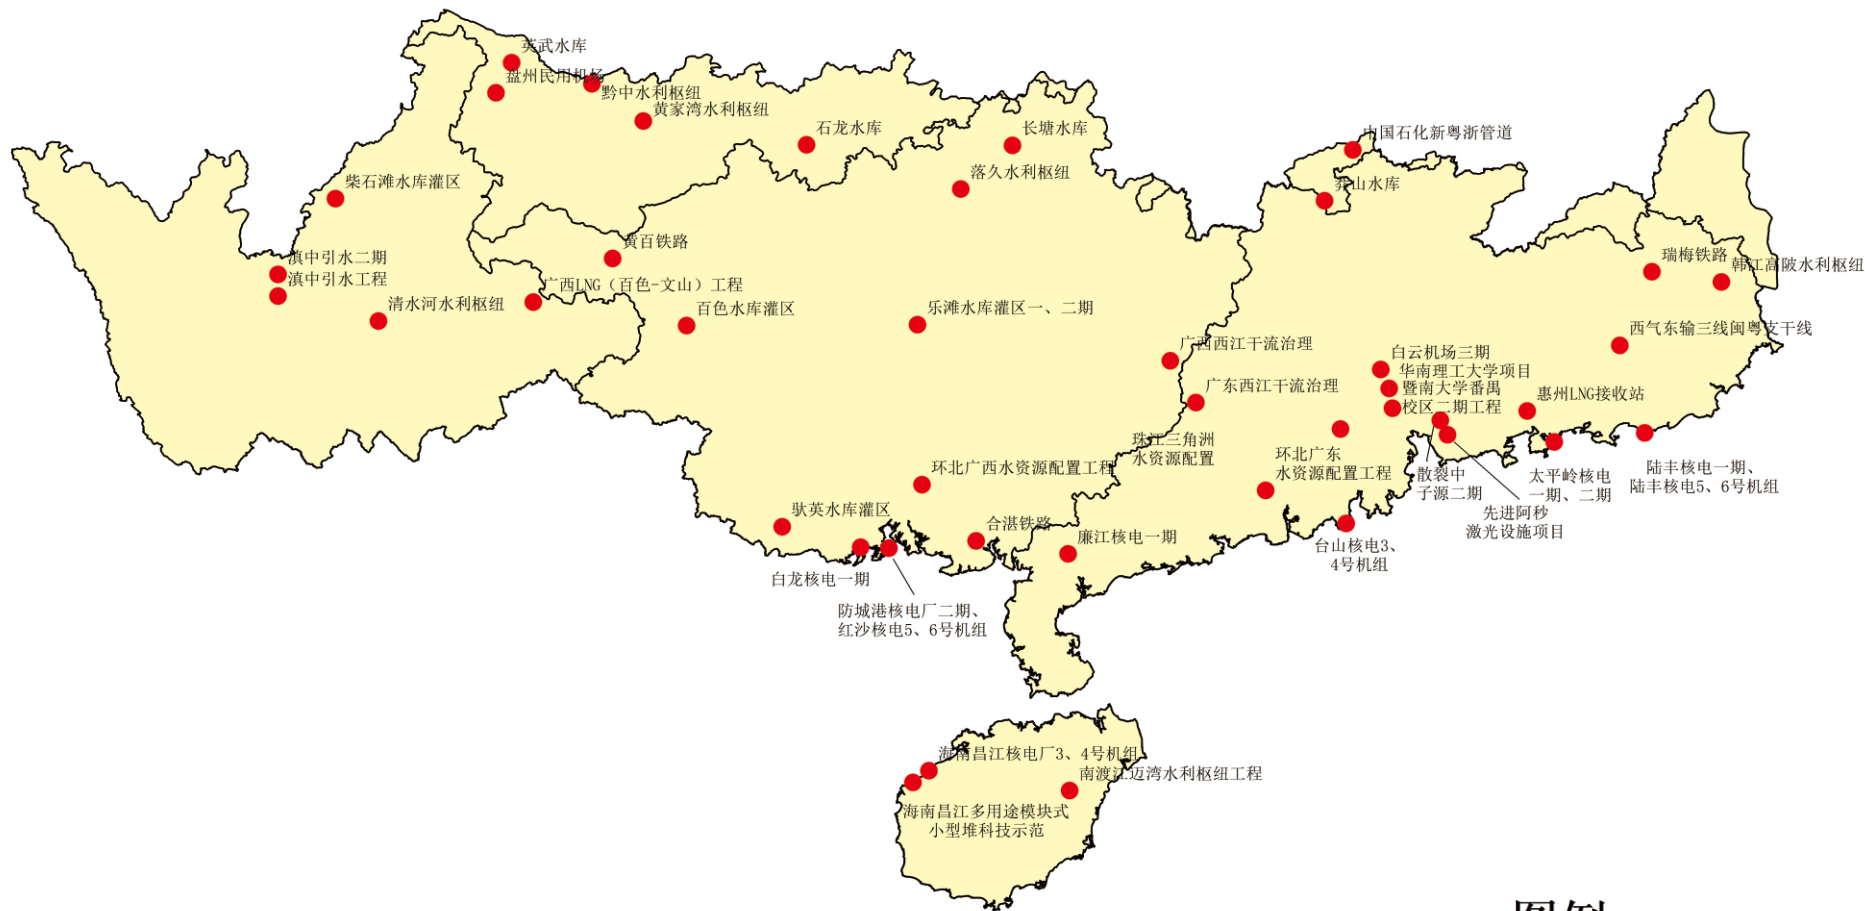 英武水库
盘州民用机场
黔中水利枢纽
黄家湾水利枢纽
石龙水库
长塘水库
中国石化新粤浙管道
落久水利枢纽
莽山水库
柴石滩水库灌区
黄百铁路
滇中引水二期
滇中引水工程
瑞梅铁路
韩江高陂水利枢纽
广西LNG（百色-文山）工程
清水河水利枢纽
百色水库灌区
乐滩水库灌区一、二期
西气东输三线闽粤支干线
广西西江干流治理
白云机场三期
华南理工大学项目
广东西江干流治理
暨南大学番禺
校区二期工程
惠州LNG接收站
珠江三角洲
水资源配置
环北广东
水资源配置工程
环北广西水资源配置工程
散裂中
子源二期
太平岭核电
一期、二期
陆丰核电一期、
陆丰核电5、6号机组
先进阿秒
激光设施项目
驮英水库灌区
合湛铁路
廉江核电一期
台山核电3、
4号机组
白龙核电一期
防城港核电厂二期、
红沙核电5、6号机组
海南昌江核电厂3、4号机组
南渡江迈湾水利枢纽工程
海南昌江多用途模块式
小型堆科技示范
图例